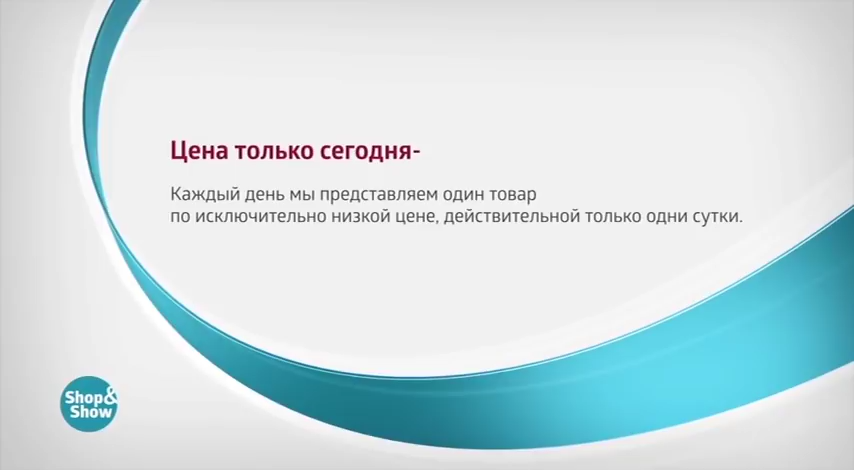 Цена только сегодня-
Каждый день мы представляем один товар
по исключительно низкой цене, действительной только одни сутки.
Shop&
Show